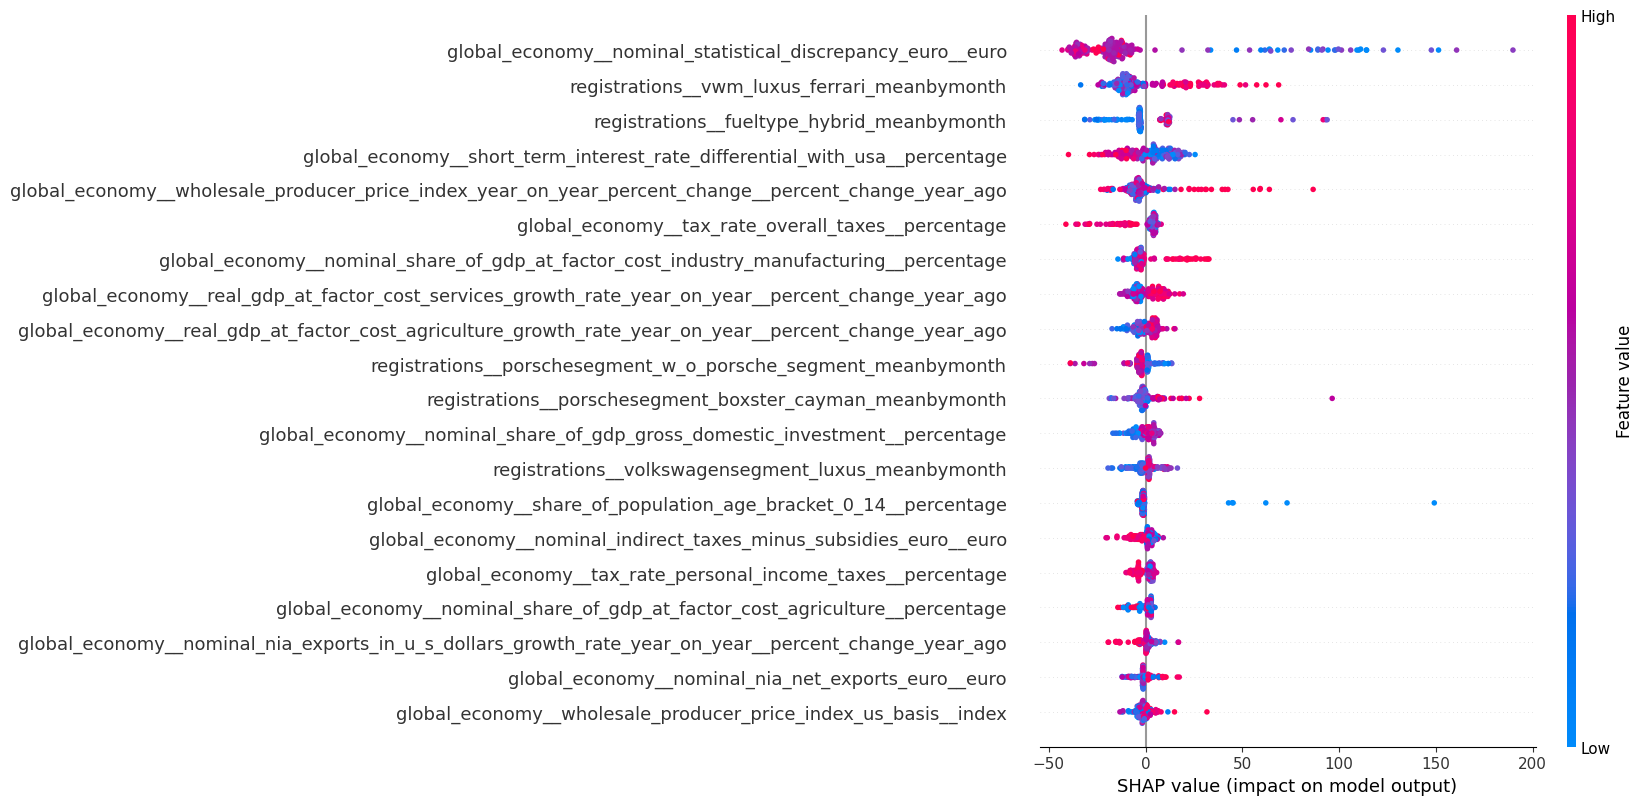 High
global_economy__nominal_statistical_discrepancy_euro__euro
registrations__vwm_luxus_ferrari_meanbymonth
registrations__fueltype_hybrid_meanbymonth
global_economy__short_term_interest_rate_differential_with_usa__percentage
global_economy__wholesale_producer_price_index_year_on_year_percent_change__percent_change_year_ago
global_economy__tax_rate_overall_taxes__percentage
global_economy__nominal_share_of_gdp_at_factor_cost_industry_manufacturing__percentage
global_economy__real_gdp_at_factor_cost_services_growth_rate_year_on_year__percent_change_year_ago
global_economy__real_gdp_at_factor_cost_agriculture_growth_rate_year_on_year__percent_change_year_ago
registrations__porschesegment_w_o_porsche_segment_meanbymonth
registrations__porschesegment_boxster_cayman_meanbymonth
global_economy__nominal_share_of_gdp_gross_domestic_investment__percentage
registrations__volkswagensegment_luxus_meanbymonth
global_economy__share_of_population_age_bracket_0_14__percentage
global_economy__nominal_indirect_taxes_minus_subsidies_euro__euro
global_economy__tax_rate_personal_income_taxes__percentage
global_economy__nominal_share_of_gdp_at_factor_cost_agriculture__percentage
global_economy__nominal_nia_exports_in_u_s_dollars_growth_rate_year_on_year__percent_change_year_ago
global_economy__nominal_nia_net_exports_euro__euro
global_economy__wholesale_producer_price_index_us_basis__index
Feature value
Low
−50 0 50 100 150 200
SHAP value (impact on model output)